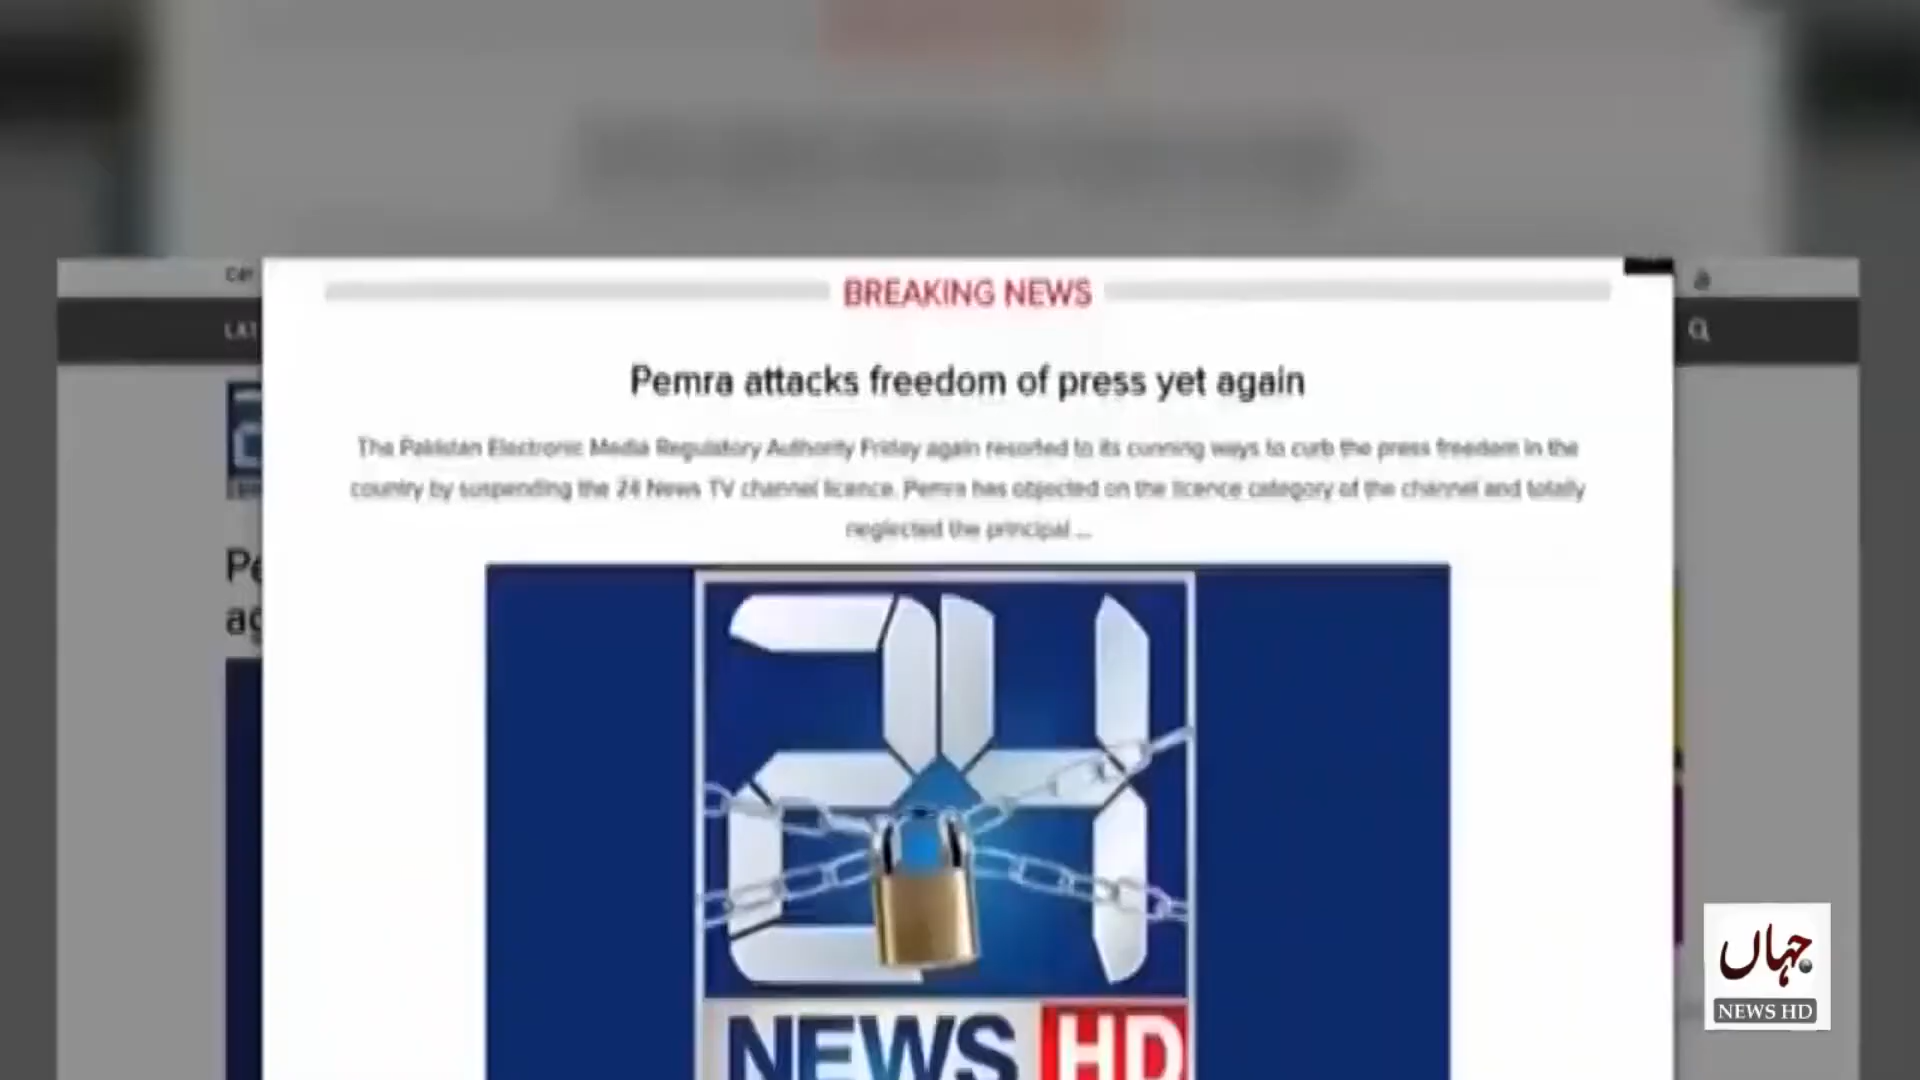 BREAKING NEWS
Pemra attacks freedom of press yet again
The Pakistan Electronic Media Regulatory Authority Friday again resorted to its cunning ways to curb the press freedom in the
country by suspending the 24 News TV channel licence. Pemra has objected on the licence category of the channel and totally
neglected the principal ...
24
NEWS HD
جہاں
NEWS HD